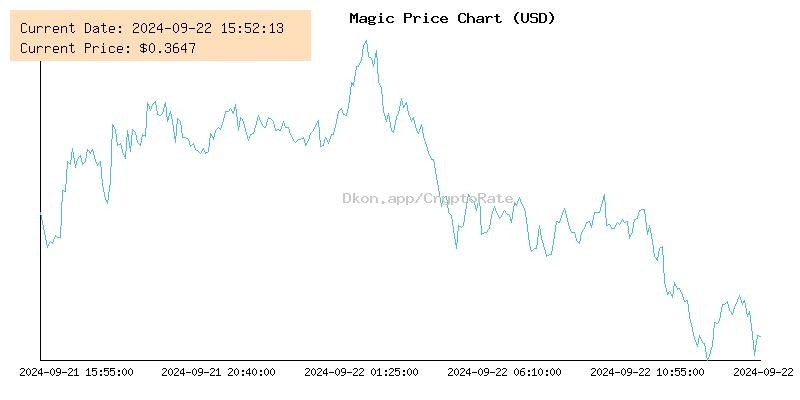 Magic Price Chart (USD)
Current Date: 2024-09-22 15:52:13
Current Price: $0.3647
Dkon.app/CryptoRate
2024-09-21 15:55:00
2024-09-21 20:40:00
2024-09-22 01:25:00
2024-09-22 06:10:00
2024-09-22 10:55:00
2024-09-22